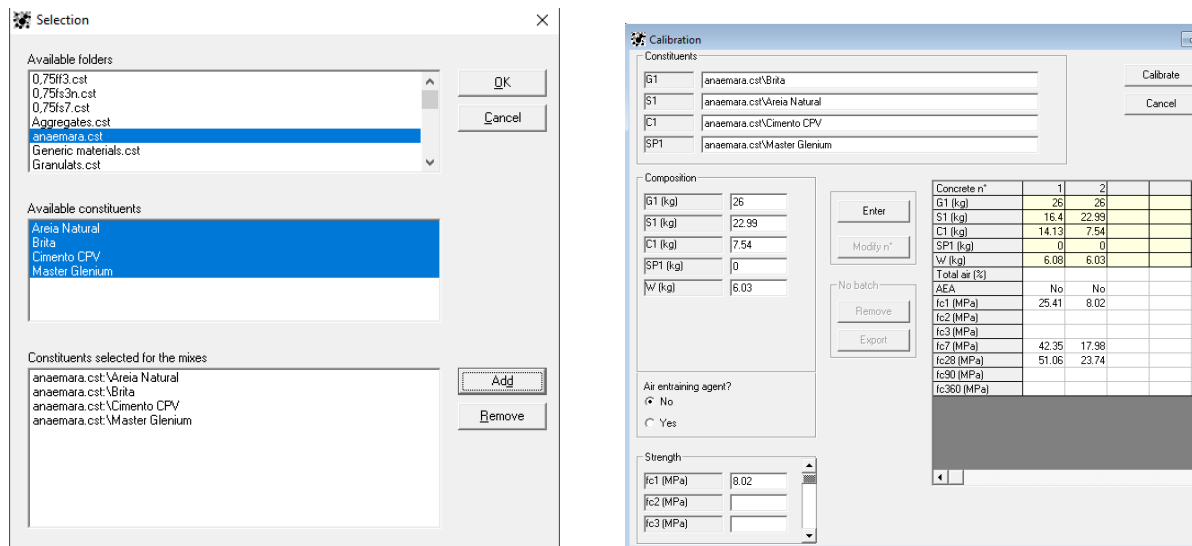 Selection
Available folders
0,75ff3.cst
0,75fs3n.cst
0,75fs7.cst
Aggregates.cst
anaemara.cst
Generic materials.cst
Granulats.cst
OK
Cancel
Available constituents
Areia Natural
Brita
Cimento CPV
Master Glenium
Constituents selected for the mixes
anaemara.cst:\Areia Natural
anaemara.cst:\Brita
anaemara.cst:\Cimento CPV
anaemara.cst:\Master Glenium
Add
Remove
Calibration
Constituents
G1 anaemara.cst\Brita
S1 anaemara.cst\Areia Natural
C1 anaemara.cst\Cimento CPV
SP1 anaemara.cst\Master Glenium
Calibrate
Cancel
Composition
G1 (kg) 26
S1 (kg) 22.99
C1 (kg) 7.54
SP1 (kg) 0
W (kg) 6.03
Enter
Modify n°
No batch
Remove
Export
Air entraining agent?
No
Yes
Strength
fc1 (MPa) 8.02
fc2 (MPa)
fc3 (MPa)
Concrete n° 1 2
G1 (kg) 26 26
S1 (kg) 16.4 22.99
C1 (kg) 14.13 7.54
SP1 (kg) 0 0
W (kg) 6.08 6.03
Total air (%)
AEA No No
fc1 (MPa) 25.41 8.02
fc2 (MPa)
fc3 (MPa)
fc7 (MPa) 42.35 17.98
fc28 (MPa) 51.06 23.74
fc90 (MPa)
fc360 (MPa)